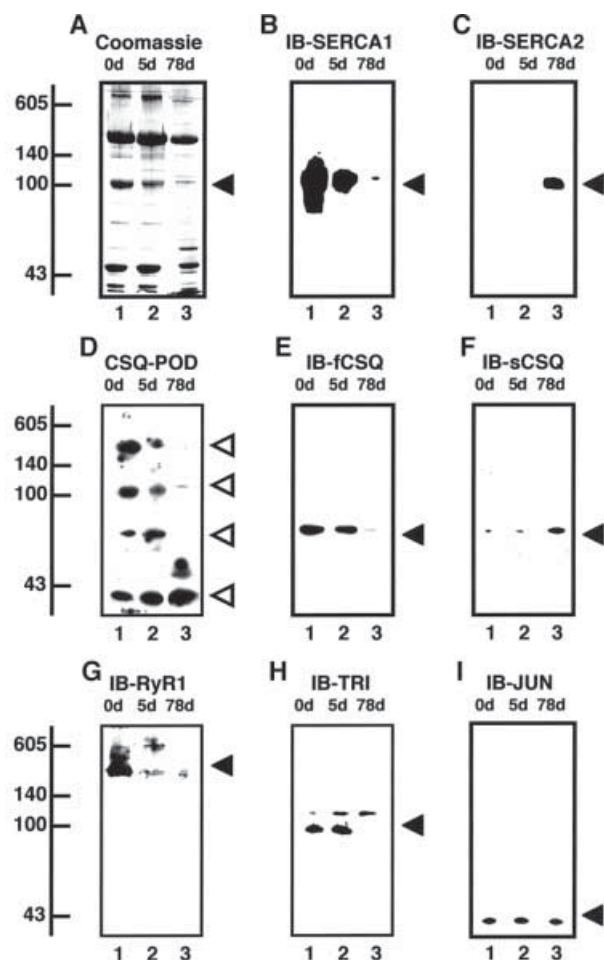 A Coomassie
0d 5d 78d
605
140
100
43
1 2 3
B IB-SERCA1
0d 5d 78d
1 2 3
C IB-SERCA2
0d 5d 78d
1 2 3
D CSQ-POD
0d 5d 78d
605
140
100
43
1 2 3
E IB-fCSQ
0d 5d 78d
1 2 3
F IB-sCSQ
0d 5d 78d
1 2 3
G IB-RyR1
0d 5d 78d
605
140
100
43
1 2 3
H IB-TRI
0d 5d 78d
1 2 3
I IB-JUN
0d 5d 78d
1 2 3